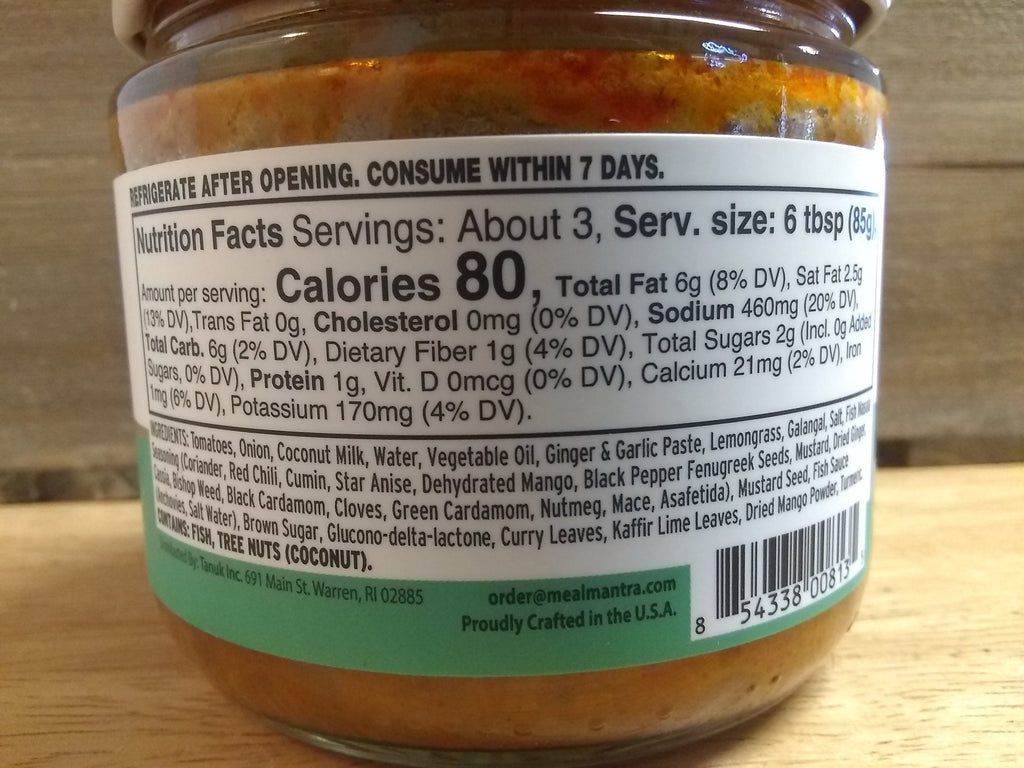 REFRIGERATE AFTER OPENING. CONSUME WITHIN 7 DAYS.
Nutrition Facts Servings: About 3, Serv. size: 6 tbsp (85g),
Amount per serving: Calories 80, Total Fat 6g (8% DV), Sat Fat 2.5g
(13% DV),Trans Fat 0g, Cholesterol 0mg (0% DV), Sodium 460mg (20% DV),
Total Carb. 6g (2% DV), Dietary Fiber 1g (4% DV), Total Sugars 2g (Incl. 0g Added
Sugars, 0% DV), Protein 1g, Vit. D 0mcg (0% DV), Calcium 21mg (2% DV), Iron
1mg (6% DV), Potassium 170mg (4% DV).
INGREDIENTS: Tomatoes, Onion, Coconut Milk, Water, Vegetable Oil, Ginger & Garlic Paste, Lemongrass, Galangal, Salt, Fish
Seasoning (Coriander, Red Chili, Cumin, Star Anise, Dehydrated Mango, Black Pepper Fenugreek Seeds, Mustard, Dried Ginger,
Cassia, Bishop Weed, Black Cardamom, Cloves, Green Cardamom, Nutmeg, Mace, Asafetida), Mustard Seed, Fish Sauce
(Anchovies, Salt Water), Brown Sugar, Glucono-delta-lactone, Curry Leaves, Kaffir Lime Leaves, Dried Mango Powder, Turmeric.
CONTAINS: FISH, TREE NUTS (COCONUT).
Distributed By: Tanuk Inc. 691 Main St. Warren, RI 02885
order@mealmantra.com
Proudly Crafted in the U.S.A.
8 54338 00813